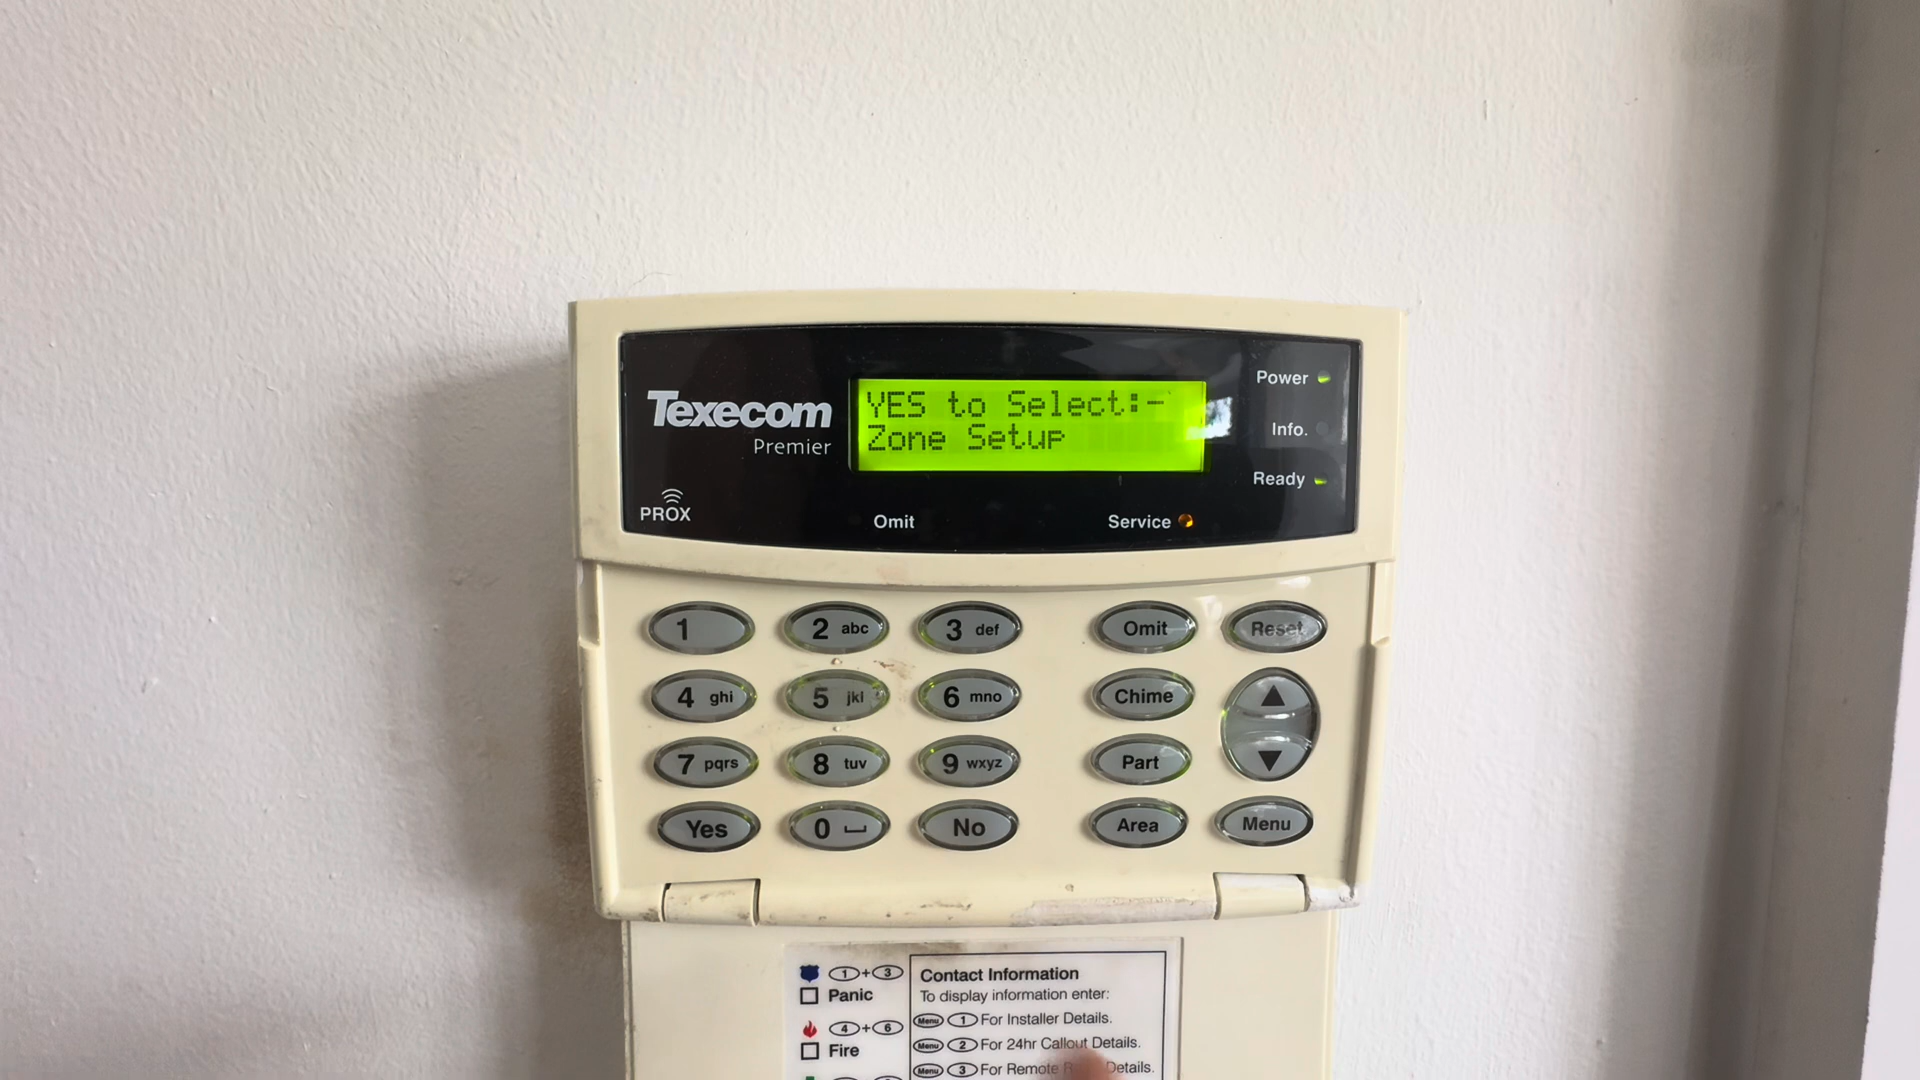 Texecom
Premier
PROX
YES to Select:-
Zone Setup
Power
Info.
Ready
Omit
Service
1
2 abc
3 def
Omit
Reset
4 ghi
5 jkl
6 mno
Chime
7 pqrs
8 tuv
9 wxyz
Part
Yes
0
No
Area
Menu
1 + 3
Panic
4 + 6
Fire
Contact Information
To display information enter:
Menu 1 For Installer Details.
Menu 2 For 24hr Callout Details.
Menu 3 For Remote Details.